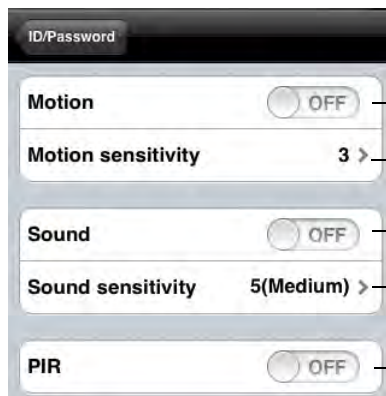 ID/Password
Motion OFF
Motion sensitivity 3 >
Sound OFF
Sound sensitivity 5(Medium) >
PIR OFF